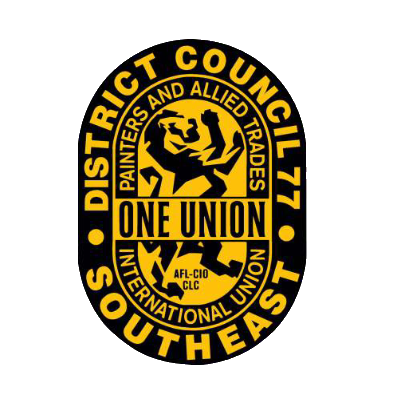 DISTRICT COUNCIL 77
PAINTERS AND ALLIED TRADES
ONE UNION
AFL-CIO
CLC
INTERNATIONAL UNION
SOUTHEAST